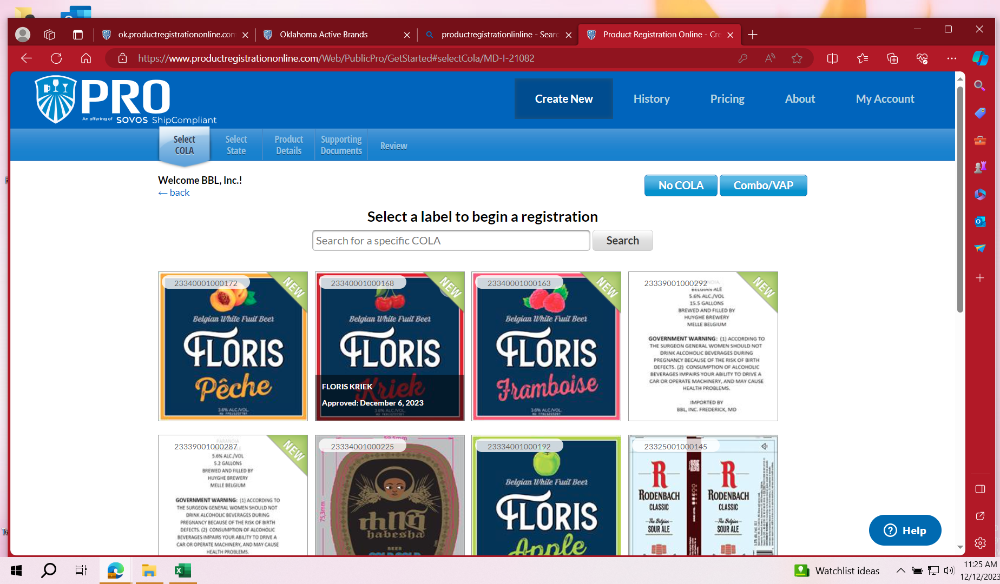 ok.productregistrationonline.com
Oklahoma Active Brands
productregistrationlinline - Searc
Product Registration Online - Cre
https://www.productregistrationonline.com/Web/PublicPro/GetStarted#selectCola/MD-I-21082
PRO
An offering of SOVOS ShipCompliant
Create New
History
Pricing
About
My Account
Select
COLA
Select
State
Product
Details
Supporting
Documents
Review
Welcome BBL, Inc.!
← back
No COLA
Combo/VAP
Select a label to begin a registration
Search for a specific COLA
Search
23340001000172
NEW
Belgian White Fruit Beer
FLORIS
Pêche
3.6% ALC./VOL.
23340001000168
NEW
Belgian White Fruit Beer
FLORIS
Kriek
FLORIS KRIEK
Approved: December 6, 2023
3.6% ALC./VOL.
23340001000163
NEW
Belgian White Fruit Beer
FLORIS
Framboise
3.6% ALC./VOL.
23339001000292
NEW
BELGIAN ALE
5.6% ALC./VOL
15.5 GALLONS
BREWED AND FILLED BY
HUYGHE BREWERY
MELLE BELGIUM
GOVERNMENT WARNING: (1) ACCORDING TO
THE SURGEON GENERAL WOMEN SHOULD NOT
DRINK ALCOHOLIC BEVERAGES DURING
PREGNANCY BECAUSE OF THE RISK OF BIRTH
DEFECTS. (2) CONSUMPTION OF ALCOHOLIC
BEVERAGES IMPAIRS YOUR ABILITY TO DRIVE A
CAR OR OPERATE MACHINERY, AND MAY CAUSE
HEALTH PROBLEMS.
IMPORTED BY
BBL, INC. FREDERICK, MD
23339001000287
NEW
5.6% ALC./VOL
5.2 GALLONS
BREWED AND FILLED BY
HUYGHE BREWERY
MELLE BELGIUM
GOVERNMENT WARNING: (1) ACCORDING TO
THE SURGEON GENERAL WOMEN SHOULD NOT
DRINK ALCOHOLIC BEVERAGES DURING
PREGNANCY BECAUSE OF THE RISK OF BIRTH
DEFECTS. (2) CONSUMPTION OF ALCOHOLIC
BEVERAGES IMPAIRS YOUR ABILITY TO DRIVE A
CAR OR OPERATE MACHINERY, AND MAY CAUSE
HEALTH PROBLEMS.
59,5mm
23334001000225
75,3mm
habesha
BEER
23334001000192
Belgian White Fruit Beer
FLORIS
Apple
23325001000145
R
RODENBACH
CLASSIC
The Belgian
SOUR ALE
R
RODENBACH
CLASSIC
The Belgian
SOUR ALE
Help
Watchlist ideas
11:25 AM
12/12/2023